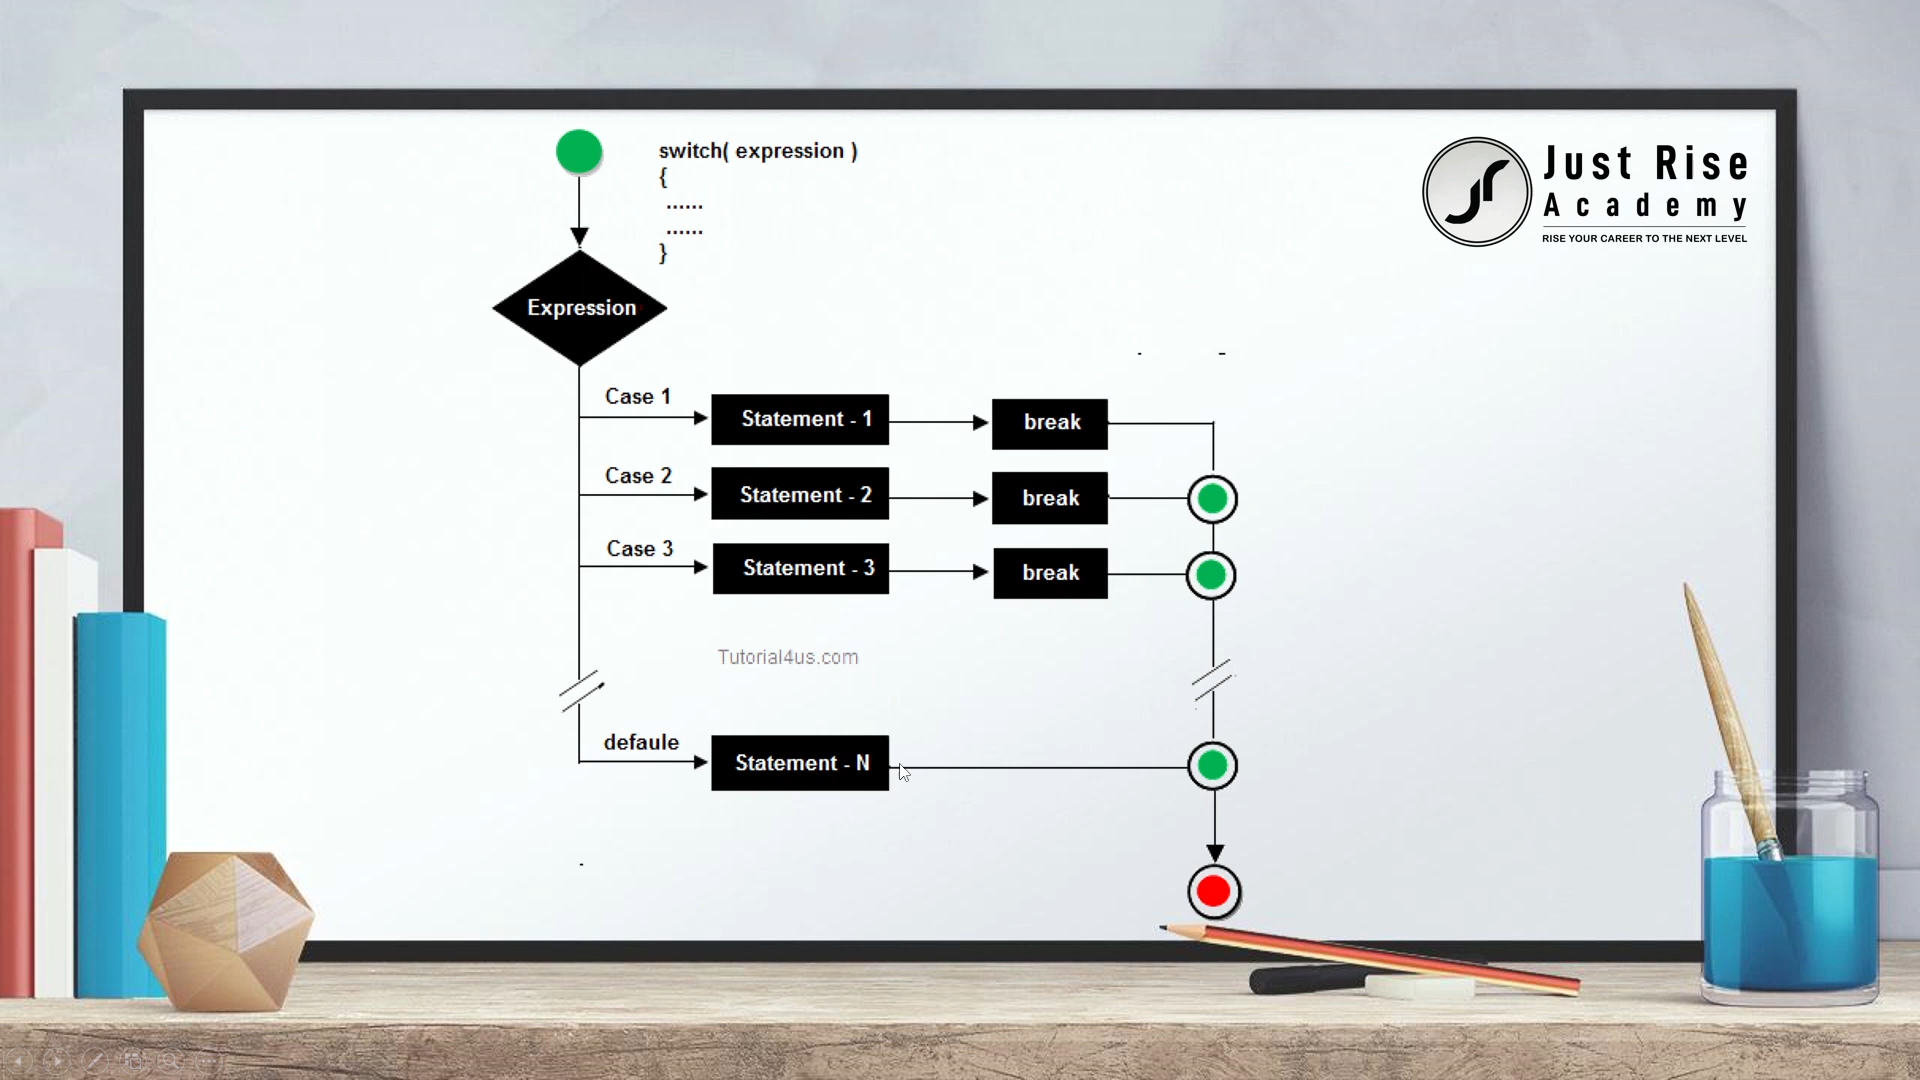 switch( expression )
{
......
......
}
Just Rise
Academy
RISE YOUR CAREER TO THE NEXT LEVEL
Expression
Case 1
Statement - 1
break
Case 2
Statement - 2
break
Case 3
Statement - 3
break
Tutorial4us.com
defaule
Statement - N